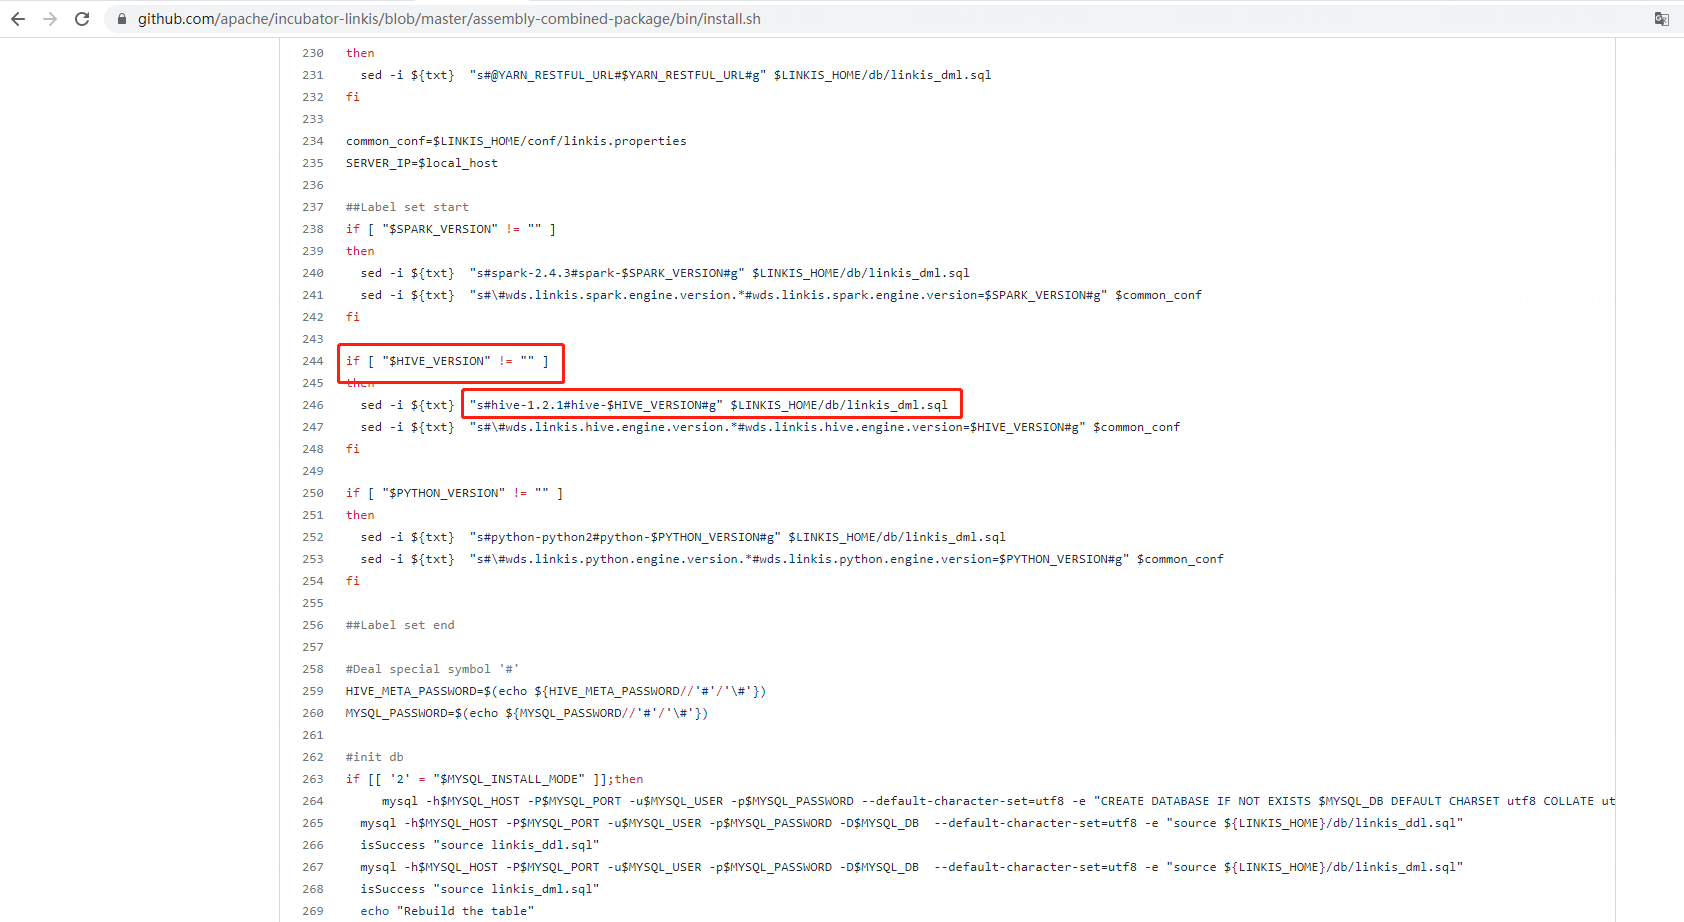 github.com/apache/incubator-linkis/blob/master/assembly-combined-package/bin/install.sh
230 then
231 sed -i ${txt}  "s#@YARN_RESTFUL_URL#$YARN_RESTFUL_URL#g" $LINKIS_HOME/db/linkis_dml.sql
232 fi
233
234 common_conf=$LINKIS_HOME/conf/linkis.properties
235 SERVER_IP=$local_host
236
237 ##Label set start
238 if [ "$SPARK_VERSION" != "" ]
239 then
240 sed -i ${txt}  "s#spark-2.4.3#spark-$SPARK_VERSION#g" $LINKIS_HOME/db/linkis_dml.sql
241 sed -i ${txt}  "s#\#wds.linkis.spark.engine.version.*#wds.linkis.spark.engine.version=$SPARK_VERSION#g" $common_conf
242 fi
243
244 if [ "$HIVE_VERSION" != "" ]
245 then
246 sed -i ${txt}  "s#hive-1.2.1#hive-$HIVE_VERSION#g" $LINKIS_HOME/db/linkis_dml.sql
247 sed -i ${txt}  "s#\#wds.linkis.hive.engine.version.*#wds.linkis.hive.engine.version=$HIVE_VERSION#g" $common_conf
248 fi
249
250 if [ "$PYTHON_VERSION" != "" ]
251 then
252 sed -i ${txt}  "s#python-python2#python-$PYTHON_VERSION#g" $LINKIS_HOME/db/linkis_dml.sql
253 sed -i ${txt}  "s#\#wds.linkis.python.engine.version.*#wds.linkis.python.engine.version=$PYTHON_VERSION#g" $common_conf
254 fi
255
256 ##Label set end
257
258 #Deal special symbol '#'
259 HIVE_META_PASSWORD=$(echo ${HIVE_META_PASSWORD//'#'/'\#'})
260 MYSQL_PASSWORD=$(echo ${MYSQL_PASSWORD//'#'/'\#'})
261
262 #init db
263 if [[ '2' = "$MYSQL_INSTALL_MODE" ]];then
264 mysql -h$MYSQL_HOST -P$MYSQL_PORT -u$MYSQL_USER -p$MYSQL_PASSWORD --default-character-set=utf8 -e "CREATE DATABASE IF NOT EXISTS $MYSQL_DB DEFAULT CHARSET utf8 COLLATE ut
265 mysql -h$MYSQL_HOST -P$MYSQL_PORT -u$MYSQL_USER -p$MYSQL_PASSWORD -D$MYSQL_DB  --default-character-set=utf8 -e "source ${LINKIS_HOME}/db/linkis_ddl.sql"
266 isSuccess "source linkis_ddl.sql"
267 mysql -h$MYSQL_HOST -P$MYSQL_PORT -u$MYSQL_USER -p$MYSQL_PASSWORD -D$MYSQL_DB  --default-character-set=utf8 -e "source ${LINKIS_HOME}/db/linkis_dml.sql"
268 isSuccess "source linkis_dml.sql"
269 echo "Rebuild the table"